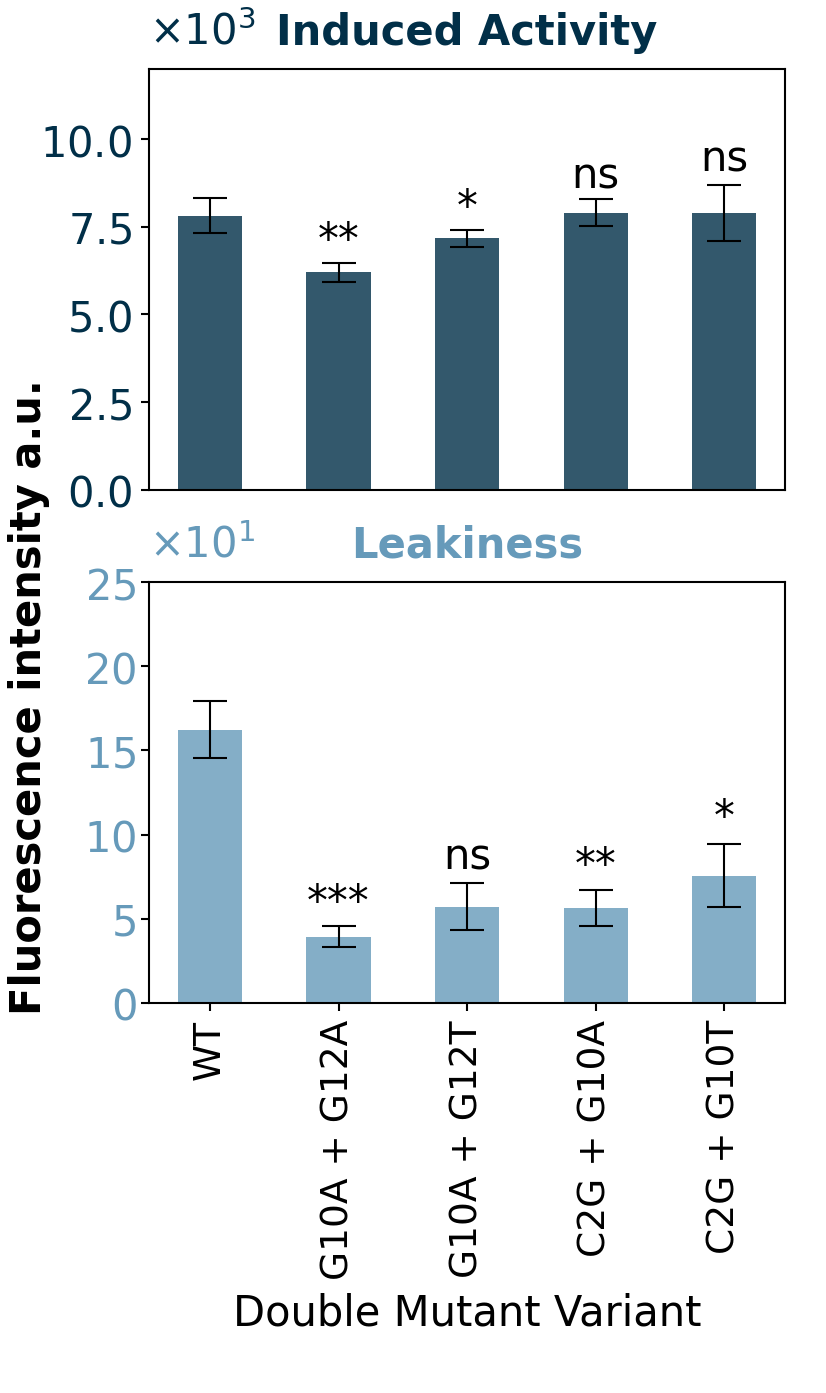 ×10³ Induced Activity
10.0
7.5
5.0
2.5
0.0
**
*
ns
ns
Fluorescence intensity a.u.
×10¹ Leakiness
25
20
15
10
5
0
***
ns
**
*
WT
G10A + G12A
G10A + G12T
C2G + G10A
C2G + G10T
Double Mutant Variant